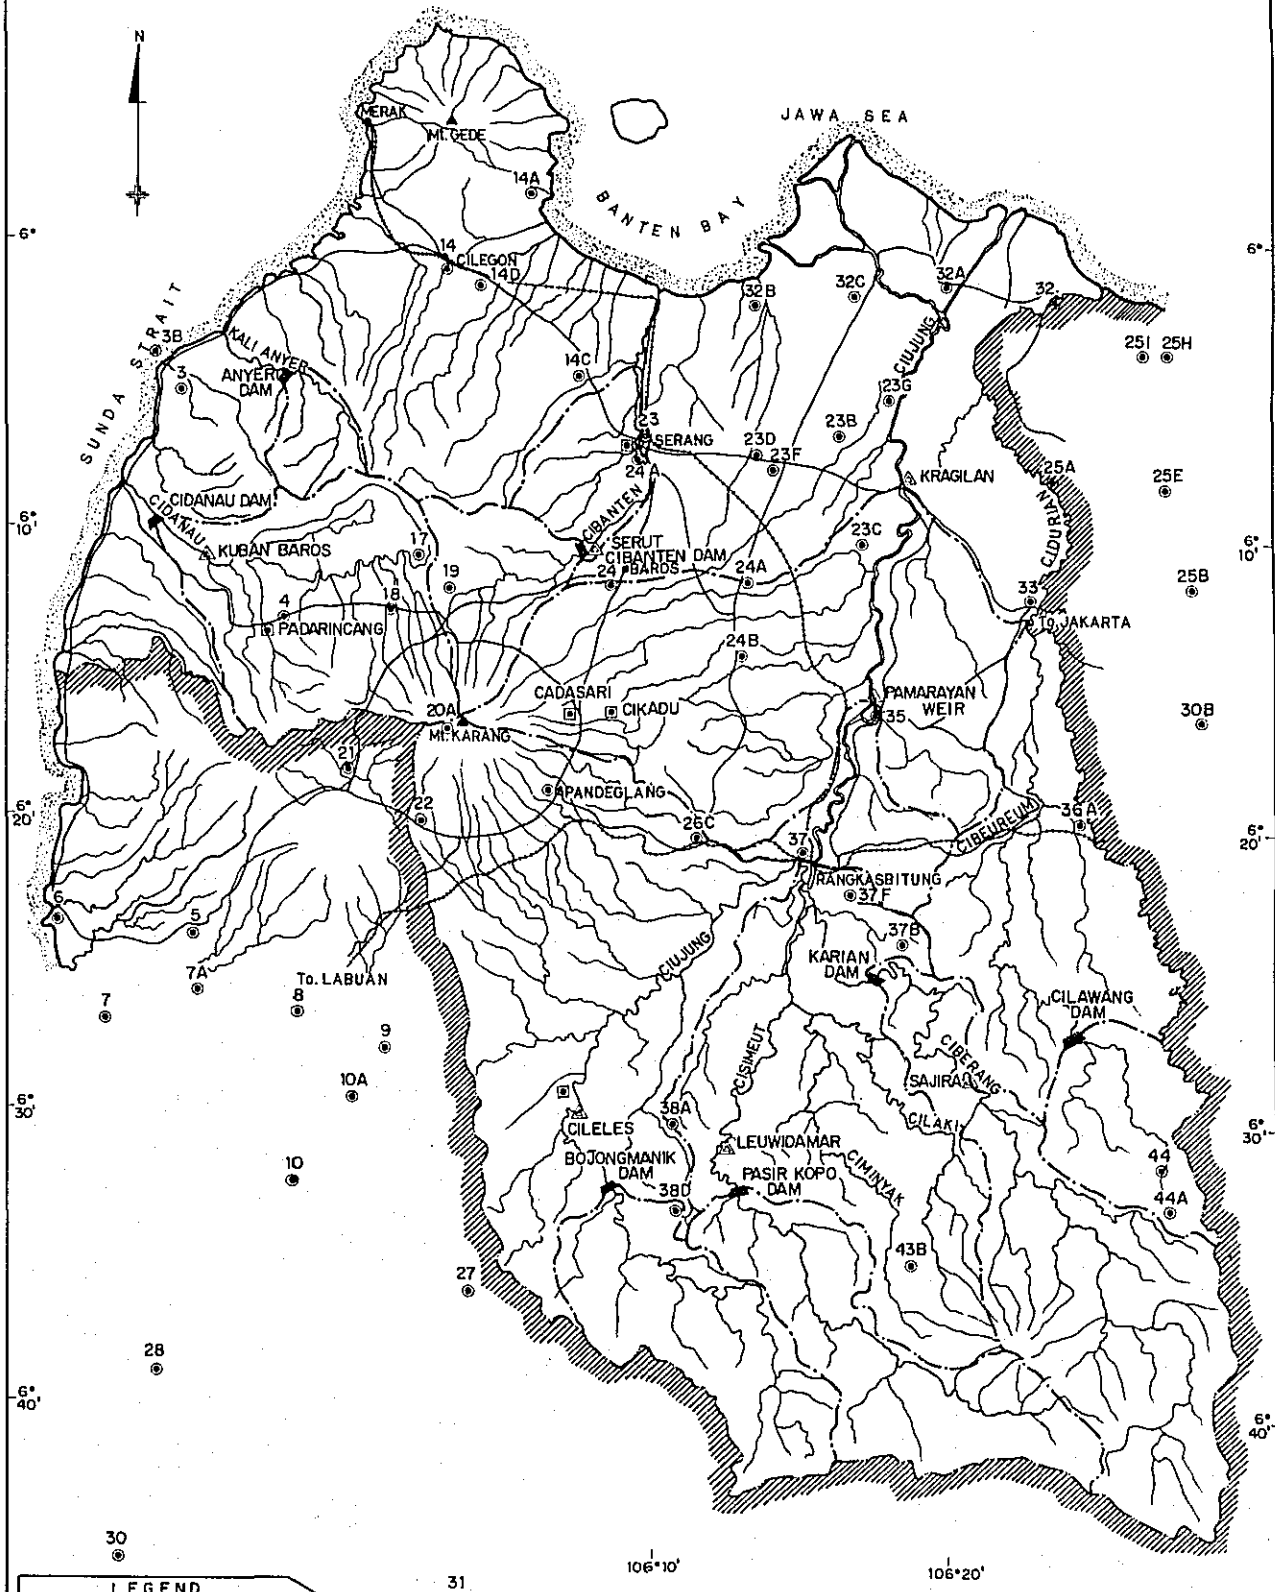 N
JAWA SEA
MERAK
MT. GEDE
14A
BANTEN BAY
6°
6°
14
CILEGON
14D
32B
32C
32A
32
SUNDA STRAIT
3B
KALI ANYER
ANYER DAM
3
14C
CIUJUNG
25I
25H
23G
23
SERANG
24A
23D
23F
23B
KRAGILAN
25A
25E
CIDURIAN
CIDANAU DAM
CIDANAU
KUBAN BAROS
6°
10'
6°
10'
17
CIBANTEN
SERUT
CIBANTEN DAM
BAROS
24
24A
23C
25B
19
18
4
PADARINCANG
33
To. JAKARTA
24B
CADASARI
CIKADU
PAMARAYAN
WEIR
35
30B
20A
MT. KARANG
21
PANDEGLANG
22
26C
37
CIBEUREUM
36A
6°
20'
6°
20'
RANGKASBITUNG
37F
6
5
37B
CIUJUNG
KARIAN
DAM
7A
To. LABUAN
7
8
9
CILAWANG
DAM
CISIMEUT
CIBERANG
SAJIRA
10A
6°
30'
38A
CILELES
CILAKI
6°
30'
LEUWIDAMAR
BOJONGMANIK
DAM
PASIR KOPO
DAM
CIMINYAK
44
10
38D
44A
43B
27
28
6°
40'
6°
40'
30
106°10'
106°20'
LEGEND
31